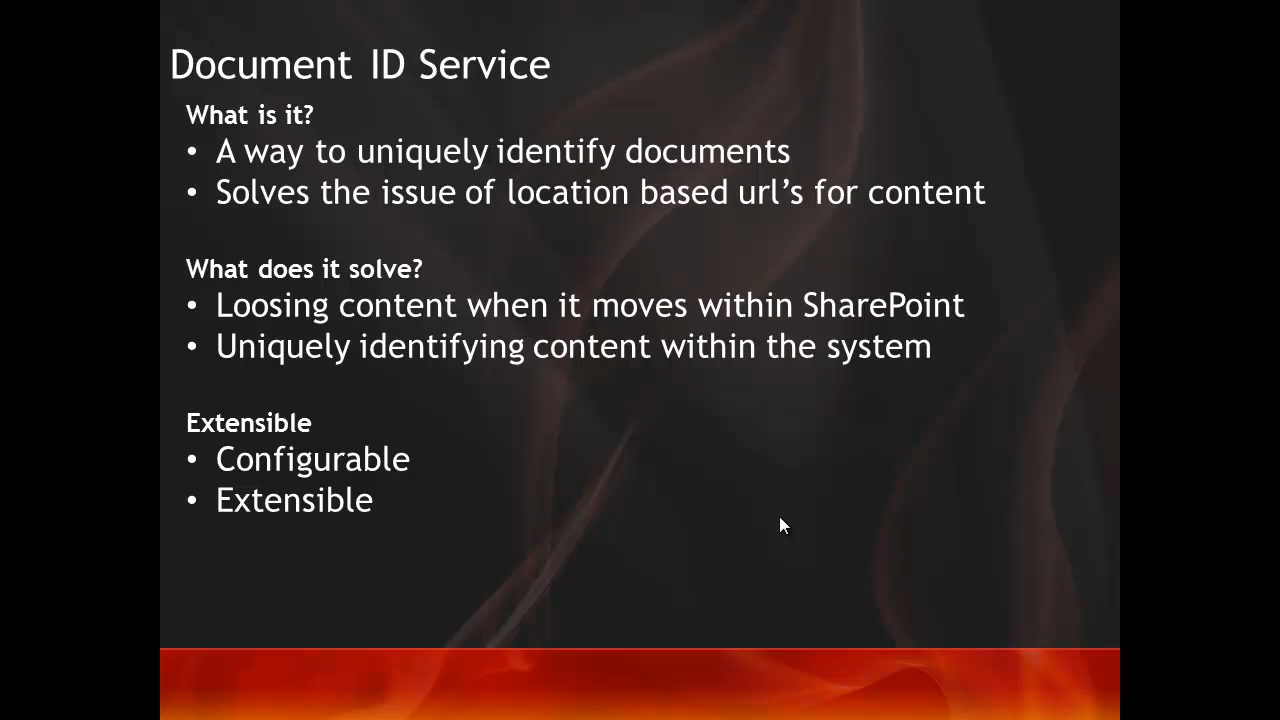 Document ID Service
What is it?
• A way to uniquely identify documents
• Solves the issue of location based url’s for content
What does it solve?
• Loosing content when it moves within SharePoint
• Uniquely identifying content within the system
Extensible
• Configurable
• Extensible